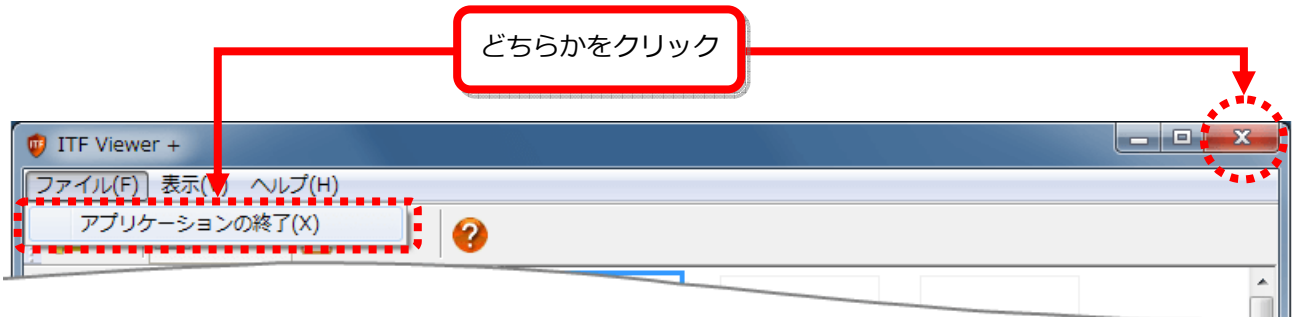 どちらかをクリック
ITF Viewer +
ファイル(F) 表示( ) ヘルプ(H)
アプリケーションの終了(X)